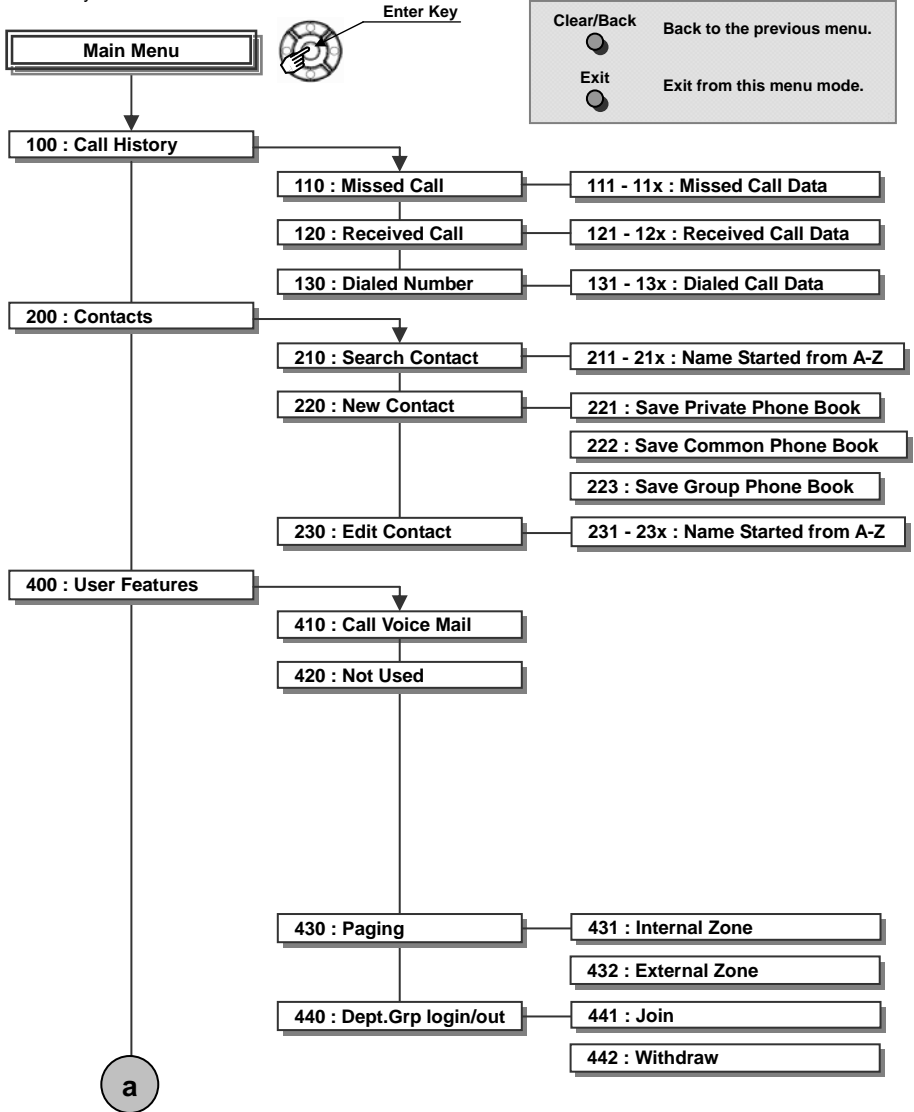 Enter Key
Clear/Back
Back to the previous menu.
Exit
Exit from this menu mode.
Main Menu
100 : Call History
110 : Missed Call
111 - 11x : Missed Call Data
120 : Received Call
121 - 12x : Received Call Data
130 : Dialed Number
131 - 13x : Dialed Call Data
200 : Contacts
210 : Search Contact
211 - 21x : Name Started from A-Z
220 : New Contact
221 : Save Private Phone Book
222 : Save Common Phone Book
223 : Save Group Phone Book
230 : Edit Contact
231 - 23x : Name Started from A-Z
400 : User Features
410 : Call Voice Mail
420 : Not Used
430 : Paging
431 : Internal Zone
432 : External Zone
440 : Dept.Grp login/out
441 : Join
442 : Withdraw
a